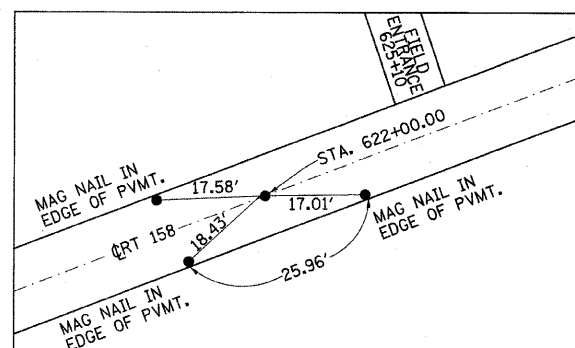 FIELD
ENTRANCE
625+10
STA. 622+00.00
MAG NAIL IN
EDGE OF PVMT.
17.58'
17.01'
MAG NAIL IN
EDGE OF PVMT.
℄ RT 158
18.43'
25.96'
MAG NAIL IN
EDGE OF PVMT.